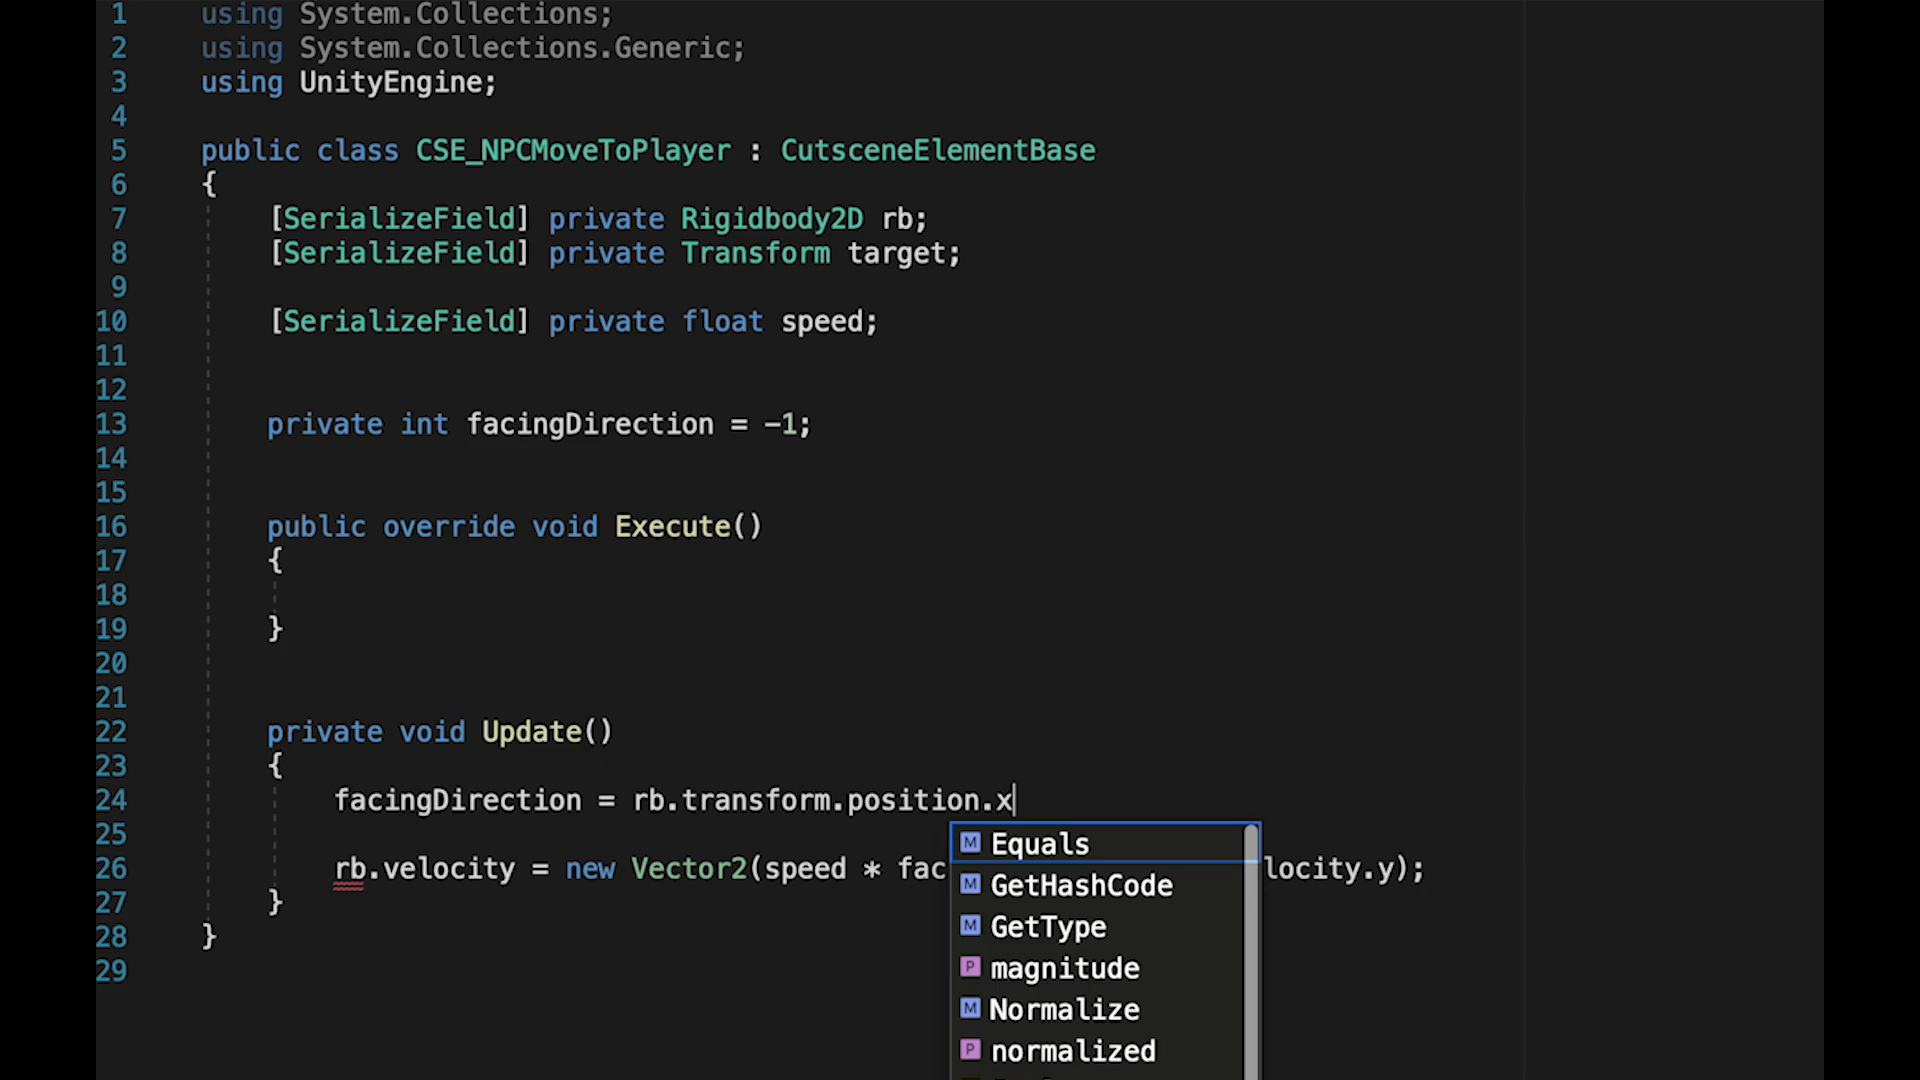 1 using System.Collections;
2 using System.Collections.Generic;
3 using UnityEngine;
4
5 public class CSE_NPCMoveToPlayer : CutsceneElementBase
6 {
7 [SerializeField] private Rigidbody2D rb;
8 [SerializeField] private Transform target;
9
10 [SerializeField] private float speed;
11
12
13 private int facingDirection = -1;
14
15
16 public override void Execute()
17 {
18
19 }
20
21
22 private void Update()
23 {
24 facingDirection = rb.transform.position.x
25
26 rb.velocity = new Vector2(speed * fac locity.y);
27 }
28 }
29
M Equals
M GetHashCode
M GetType
P magnitude
M Normalize
P normalized